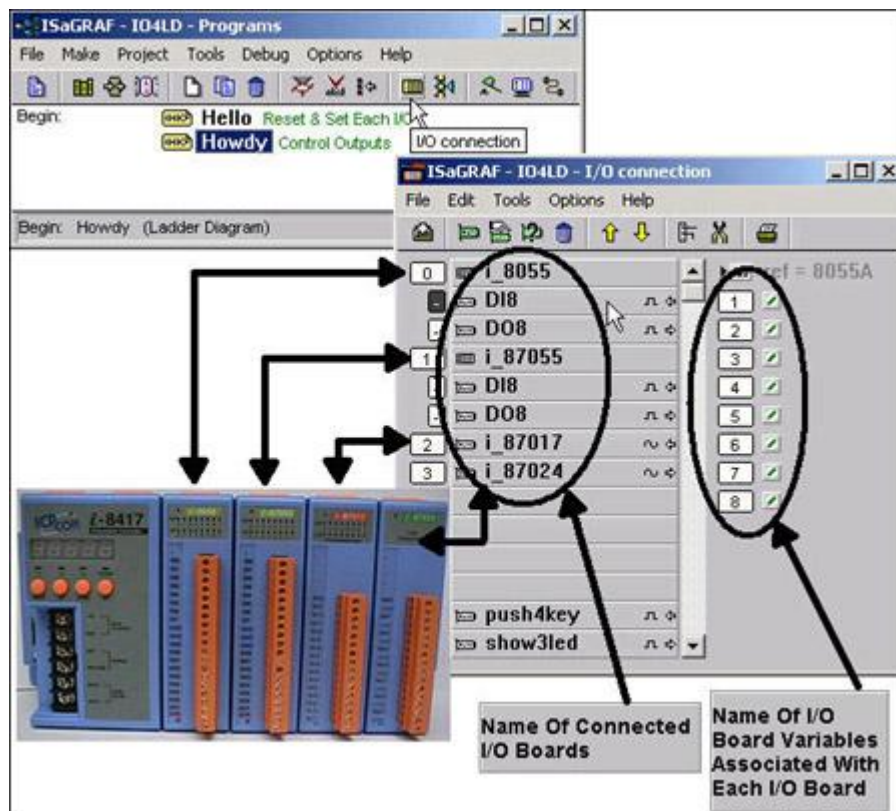 ISaGRAF - IO4LD - Programs
File Make Project Tools Debug Options Help
Begin: Hello Reset & Set Each I/O
Howdy Control Outputs
I/O connection
Begin: Howdy (Ladder Diagram)
ISaGRAF - IO4LD - I/O connection
File Edit Tools Options Help
0 i_8055
ref = 8055A
DI8
1
DO8
2
1 i_87055
3
DI8
4
DO8
5
2 i_87017
6
3 i_87024
7
8
push4key
show3led
i-8417
Name Of Connected
I/O Boards
Name Of I/O
Board Variables
Associated With
Each I/O Board